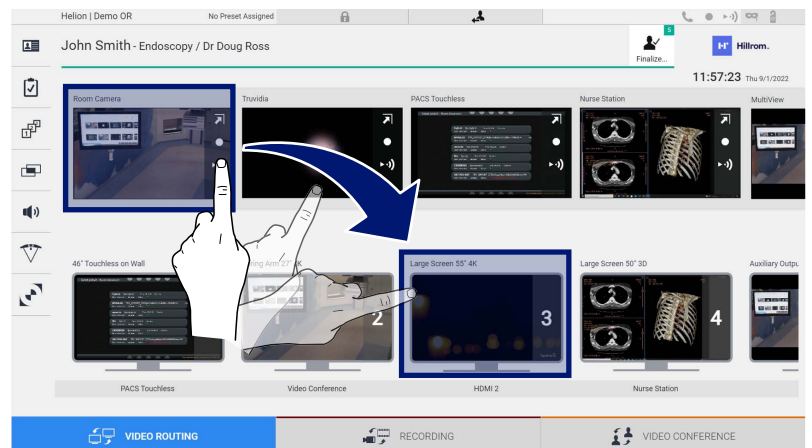 Helion | Demo OR
No Preset Assigned
John Smith - Endoscopy / Dr Doug Ross
5
Finalize...
H-r Hillrom.
11:57:23 Thu 9/1/2022
Room Camera
Truvidia
PACS Touchless
Nurse Station
MultiView
46" Touchless on Wall
ing Arm 27" K
Large Screen 55" 4K
Large Screen 50" 3D
Auxiliary Outpu
2
3
4
PACS Touchless
Video Conference
HDMI 2
Nurse Station
VIDEO ROUTING
RECORDING
VIDEO CONFERENCE